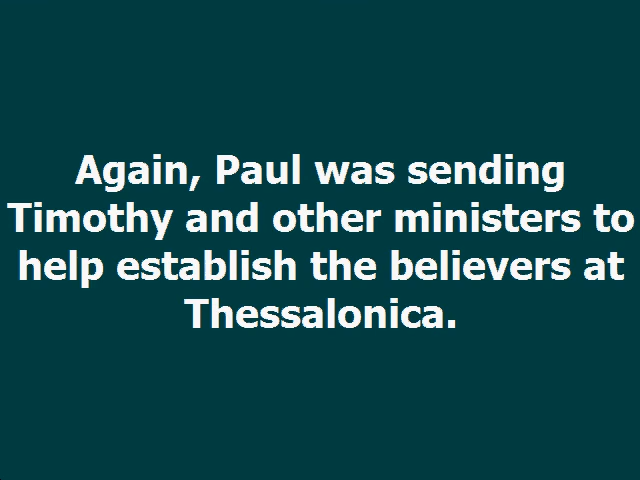 Again, Paul was sending
Timothy and other ministers to
help establish the believers at
Thessalonica.